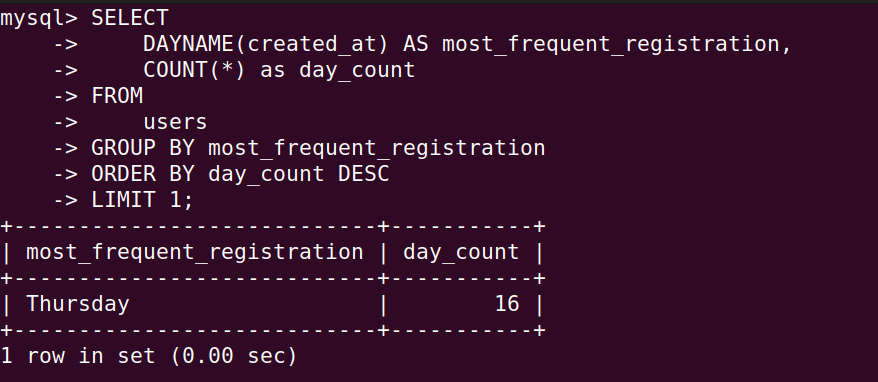 mysql> SELECT
    ->     DAYNAME(created_at) AS most_frequent_registration,
    ->     COUNT(*) as day_count
    -> FROM
    ->     users
    -> GROUP BY most_frequent_registration
    -> ORDER BY day_count DESC
    -> LIMIT 1;
+----------------------------+-----------+
| most_frequent_registration | day_count |
+----------------------------+-----------+
| Thursday                   |        16 |
+----------------------------+-----------+
1 row in set (0.00 sec)